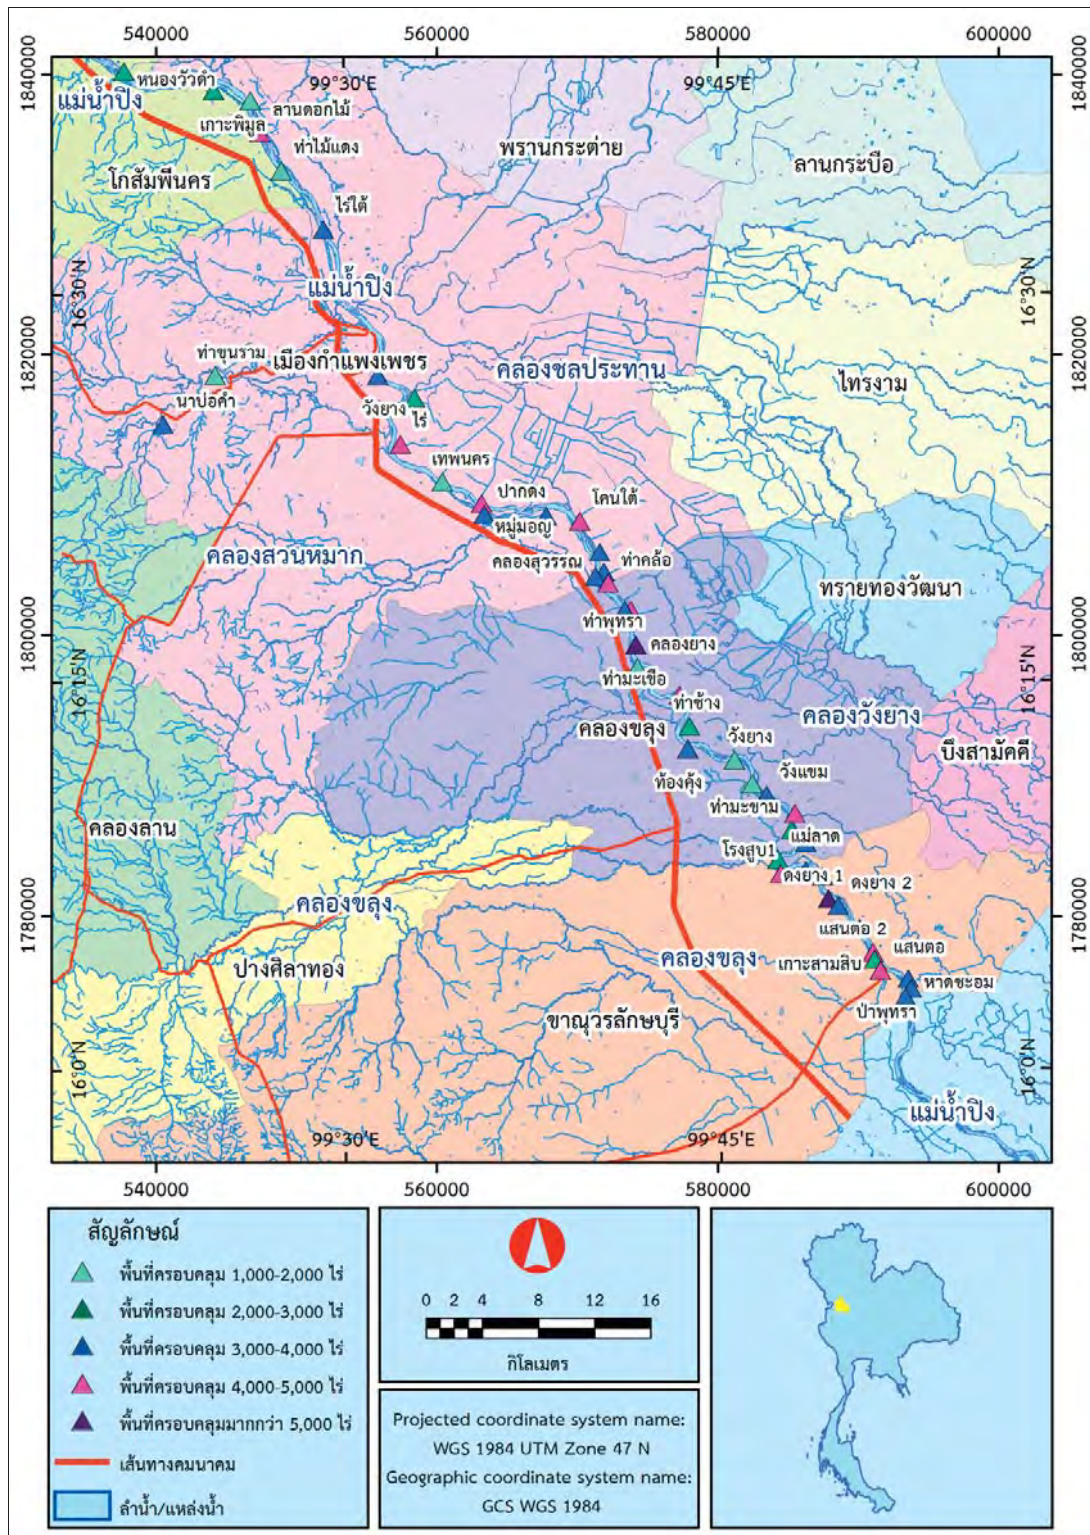 540000
560000
580000
600000
1840000
1840000
หนองวัวดำ
99°30'E
99°45'E
แม่น้ำปิง
ลานดอกไม้
เกาะพิมูล
ท่าไม้แดง
พรานกระต่าย
ลานกระบือ
โกสัมพีนคร
ไร่ใต้
16°30'N
แม่น้ำปิง
16°30'N
1820000
1820000
ท่าขุนราม
เมืองกำแพงเพชร
คลองชลประทาน
ไทรงาม
นาบ่อคำ
วังยาง
ไร่
เทพนคร
ปากดง
โคนใต้
หมู่มอญ
คลองสวนหมาก
คลองสุวรรณ
ท่าคล้อ
ทรายทองวัฒนา
ท่าพุทรา
1800000
1800000
คลองยาง
16°15'N
16°15'N
ท่ามะเขือ
ท่าช้าง
คลองขลุง
คลองวังยาง
วังยาง
บึงสามัคคี
ท้องคุ้ง
วังแขม
ท่ามะขาม
คลองลาน
แม่ลาด
โรงสูบ1
ดงยาง 1
ดงยาง 2
คลองขลุง
1780000
1780000
แสนตอ 2
แสนตอ
คลองขลุง
เกาะสามสิบ
ปางศิลาทอง
หาดชะอม
ป่าพุทรา
ขาณุวรลักษบุรี
16°0'N
16°0'N
แม่น้ำปิง
99°30'E
99°45'E
540000
560000
580000
600000
สัญลักษณ์
พื้นที่ครอบคลุม 1,000-2,000 ไร่
พื้นที่ครอบคลุม 2,000-3,000 ไร่
พื้นที่ครอบคลุม 3,000-4,000 ไร่
พื้นที่ครอบคลุม 4,000-5,000 ไร่
พื้นที่ครอบคลุมมากกว่า 5,000 ไร่
เส้นทางคมนาคม
ลำน้ำ/แหล่งน้ำ
0 2 4 8 12 16
กิโลเมตร
Projected coordinate system name:
WGS 1984 UTM Zone 47 N
Geographic coordinate system name:
GCS WGS 1984